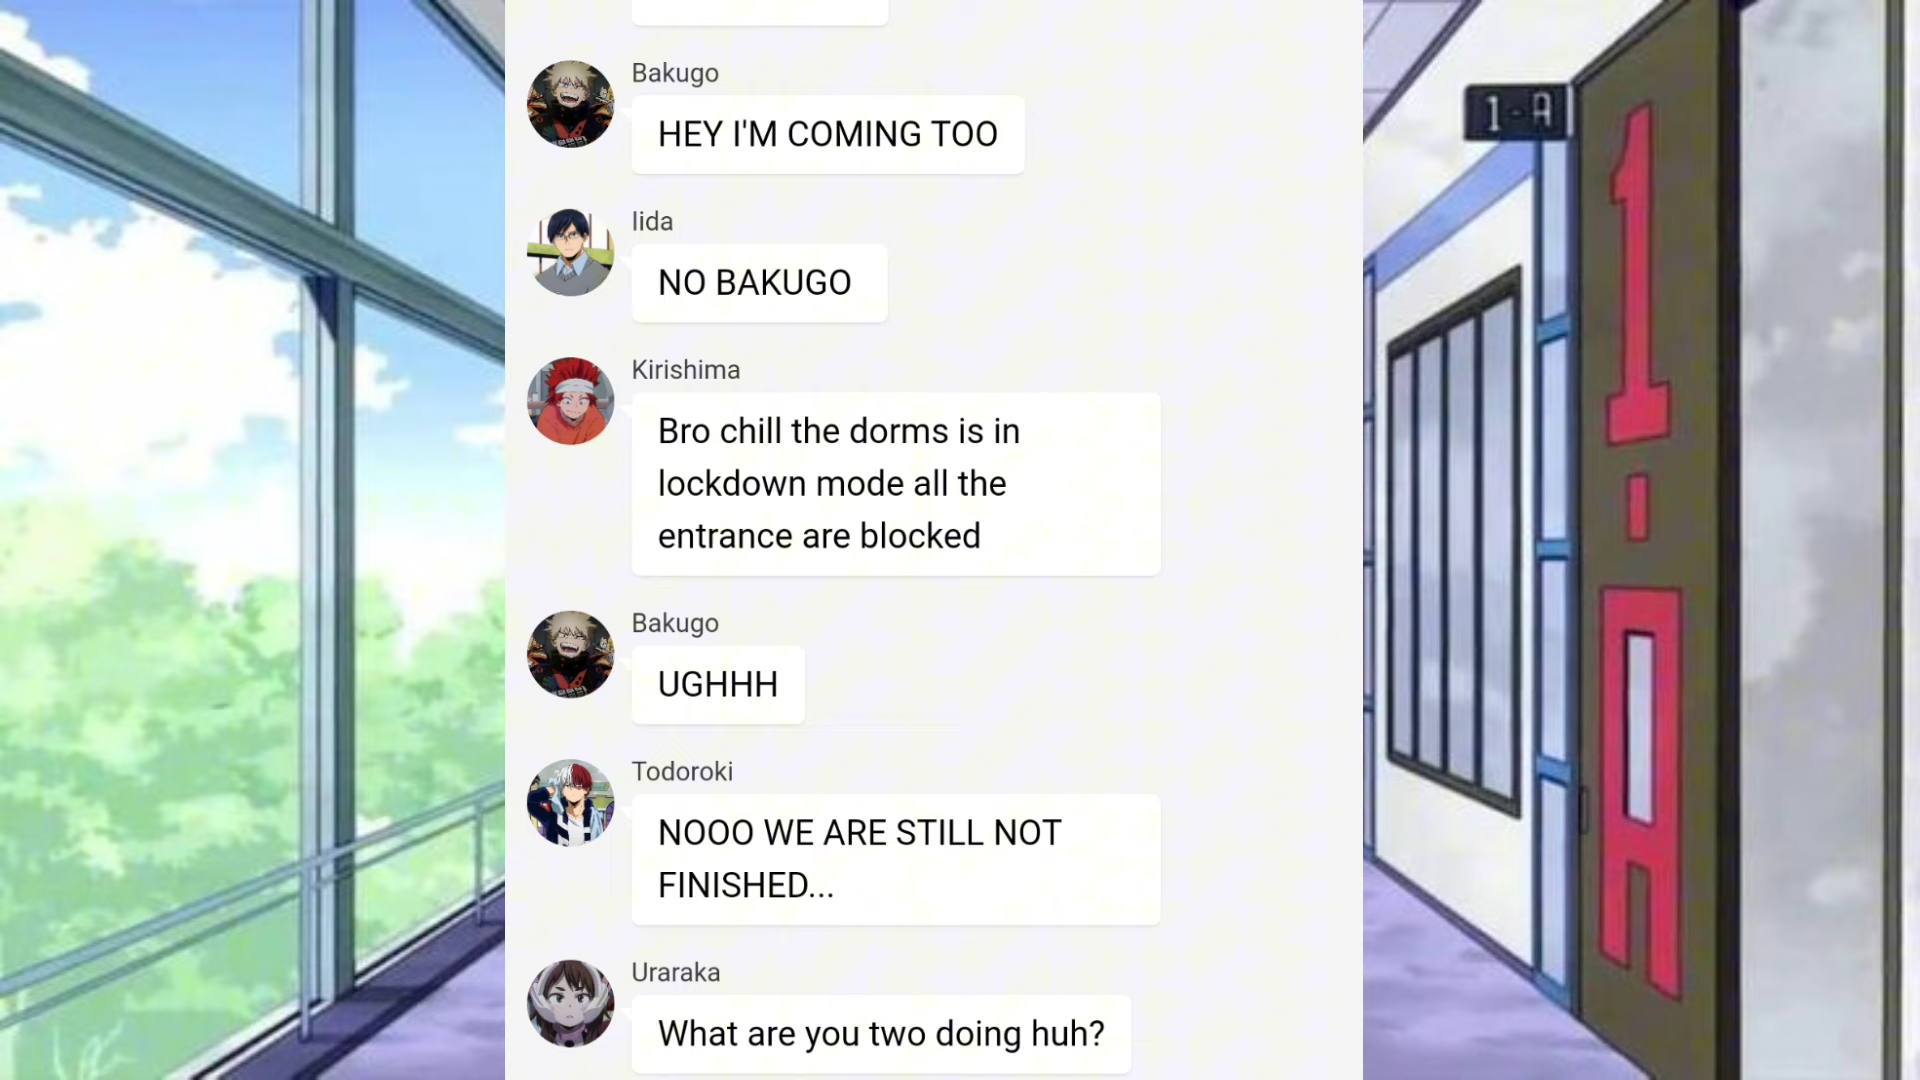 Bakugo
HEY I'M COMING TOO
Iida
NO BAKUGO
Kirishima
Bro chill the dorms is in
lockdown mode all the
entrance are blocked
Bakugo
UGHHH
Todoroki
NOOO WE ARE STILL NOT
FINISHED...
Uraraka
What are you two doing huh?
1-A
1-A